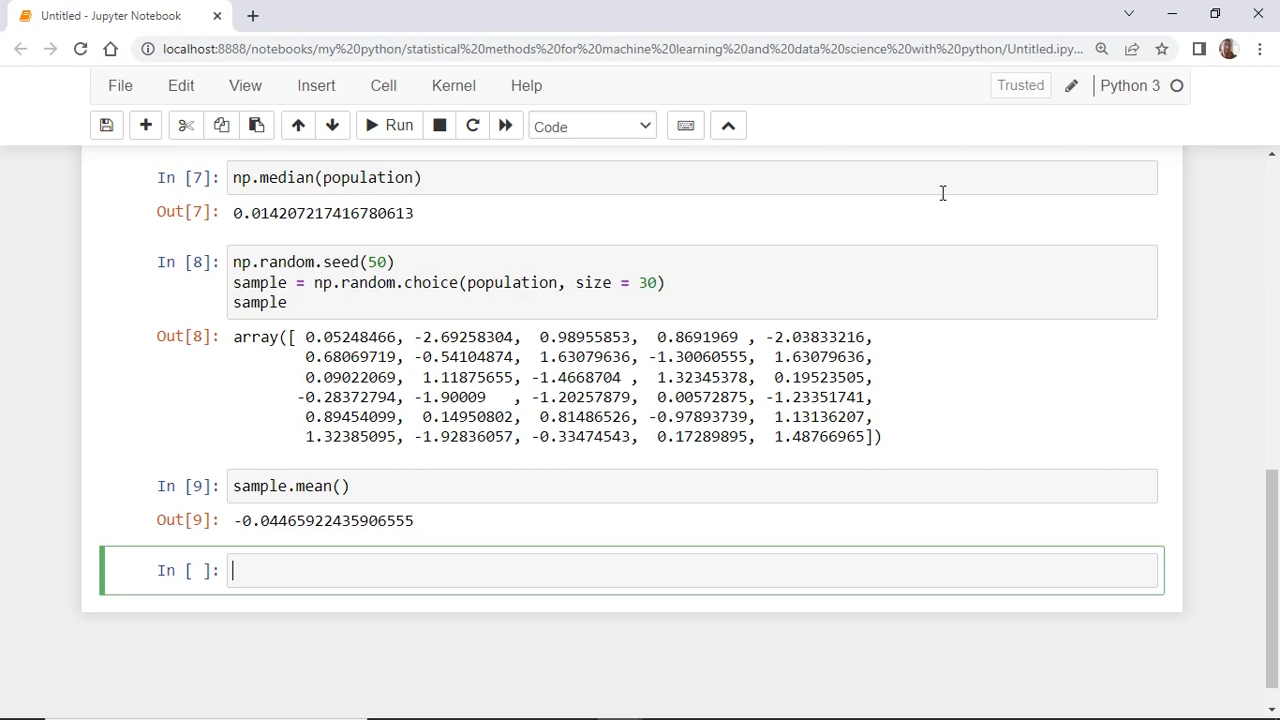 Untitled - Jupyter Notebook
localhost:8888/notebooks/my%20python/statistical%20methods%20for%20machine%20learning%20and%20data%20science%20with%20python/Untitled.ipy...
File Edit View Insert Cell Kernel Help Trusted Python 3
Run Code
In [7]: np.median(population)
Out[7]: 0.014207217416780613
In [8]: np.random.seed(50)
sample = np.random.choice(population, size = 30)
sample
Out[8]: array([ 0.05248466, -2.69258304, 0.98955853, 0.8691969 , -2.03833216,
0.68069719, -0.54104874, 1.63079636, -1.30060555, 1.63079636,
0.09022069, 1.11875655, -1.4668704 , 1.32345378, 0.19523505,
-0.28372794, -1.90009   , -1.20257879, 0.00572875, -1.23351741,
0.89454099, 0.14950802, 0.81486526, -0.97893739, 1.13136207,
1.32385095, -1.92836057, -0.33474543, 0.17289895, 1.48766965])
In [9]: sample.mean()
Out[9]: -0.04465922435906555
In [ ]: